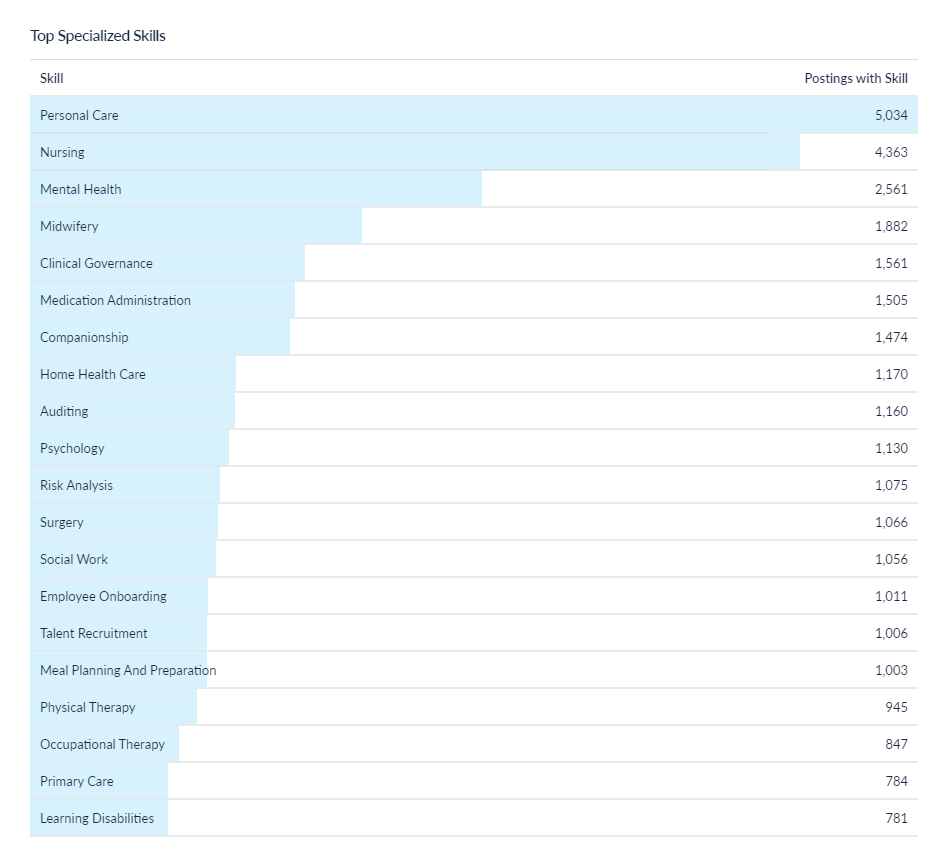 Top Specialized Skills
Skill Postings with Skill
Personal Care 5,034
Nursing 4,363
Mental Health 2,561
Midwifery 1,882
Clinical Governance 1,561
Medication Administration 1,505
Companionship 1,474
Home Health Care 1,170
Auditing 1,160
Psychology 1,130
Risk Analysis 1,075
Surgery 1,066
Social Work 1,056
Employee Onboarding 1,011
Talent Recruitment 1,006
Meal Planning And Preparation 1,003
Physical Therapy 945
Occupational Therapy 847
Primary Care 784
Learning Disabilities 781